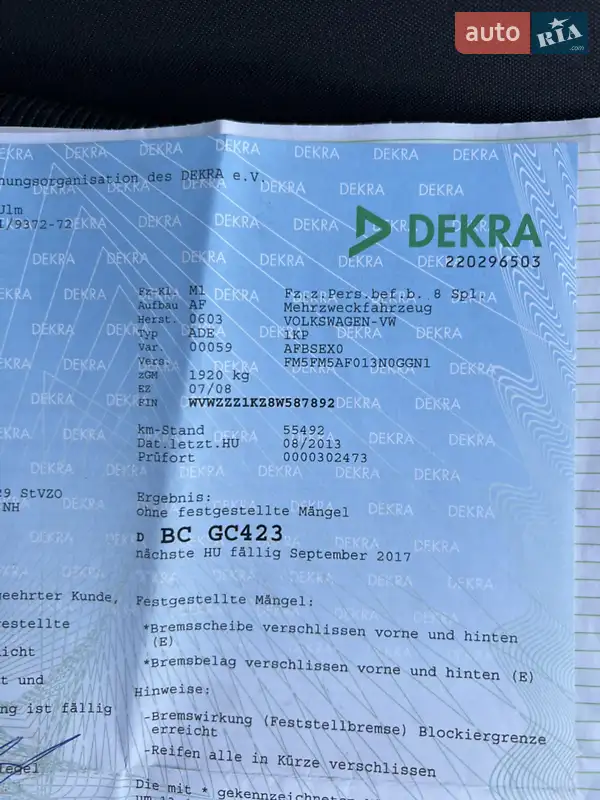 auto RIA .com
DEKRA
nungsorganisation des DEKRA e.V.
Ulm
I/9372-72
DEKRA
220296503
Fz-Kl. M1 Fz.z.Pers.bef.b. 8 Spl.
Aufbau AF Mehrzweckfahrzeug
Herst. 0603 VOLKSWAGEN-VW
Typ ADE 1KP
Var. 00059 AFBSEX0
Vers. FM5FM5AF013N0GGN1
zGM 1920 kg
EZ 07/08
FIN WVWZZZ1KZ8W587892
km-Stand 55492
Dat.letzt.HU 08/2013
Prüfort 0000302473
29 StVZO
NH
Ergebnis:
ohne festgestellte Mängel
D BC GC423
nächste HU fällig September 2017
geehrter Kunde,
Festgestellte Mängel:
gestellte
*Bremsscheibe verschlissen vorne und hinten
(E)
icht
*Bremsbelag verschlissen vorne und hinten (E)
t und
Hinweise:
ng ist fällig
-Bremswirkung (Feststellbremse) Blockiergrenze
erreicht
-Reifen alle in Kürze verschlissen
iegel
Die mit * gekennzeichneten